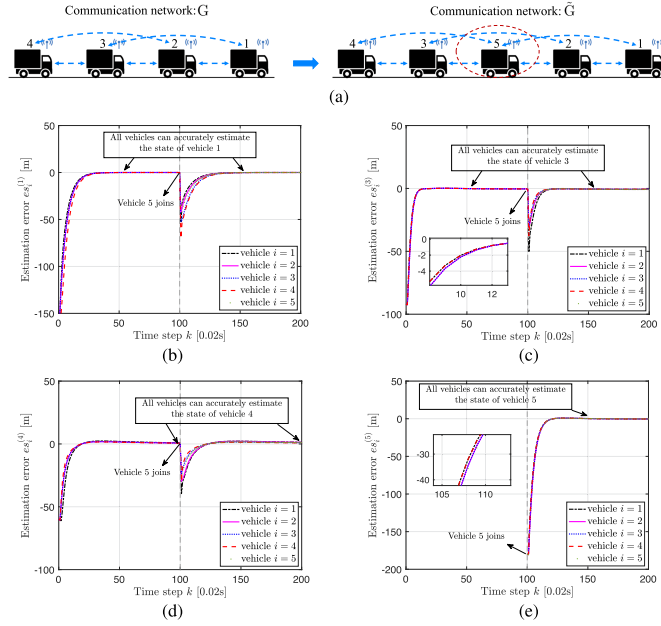 Communication network: G
Communication network: G̃
4 3 2 1
4 3 5 2 1
(a)
50
0
-50
-100
-150
Estimation error es_i^(1) [m]
All vehicles can accurately estimate
the state of vehicle 1
Vehicle 5 joins
vehicle i = 1
vehicle i = 2
vehicle i = 3
vehicle i = 4
vehicle i = 5
0 50 100 150 200
Time step k [0.02s]
(b)
50
0
-50
-100
Estimation error es_i^(3) [m]
All vehicles can accurately estimate
the state of vehicle 3
Vehicle 5 joins
0
-2
-4
10 12
vehicle i = 1
vehicle i = 2
vehicle i = 3
vehicle i = 4
vehicle i = 5
0 50 100 150 200
Time step k [0.02s]
(c)
50
0
-50
-100
Estimation error es_i^(4) [m]
All vehicles can accurately estimate
the state of vehicle 4
Vehicle 5 joins
vehicle i = 1
vehicle i = 2
vehicle i = 3
vehicle i = 4
vehicle i = 5
0 50 100 150 200
Time step k [0.02s]
(d)
50
0
-50
-100
-150
-200
Estimation error es_i^(5) [m]
All vehicles can accurately estimate
the state of vehicle 5
-30
-40
105 110
Vehicle 5 joins
vehicle i = 1
vehicle i = 2
vehicle i = 3
vehicle i = 4
vehicle i = 5
0 50 100 150 200
Time step k [0.02s]
(e)